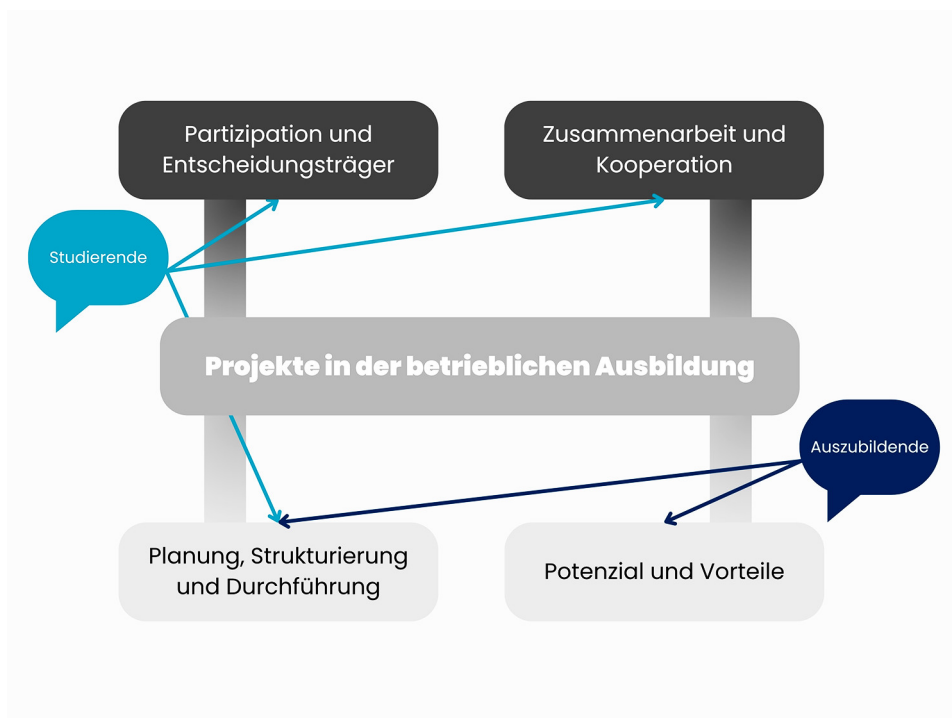 Partizipation und
Entscheidungsträger
Zusammenarbeit und
Kooperation
Studierende
Projekte in der betrieblichen Ausbildung
Auszubildende
Planung, Strukturierung
und Durchführung
Potenzial und Vorteile